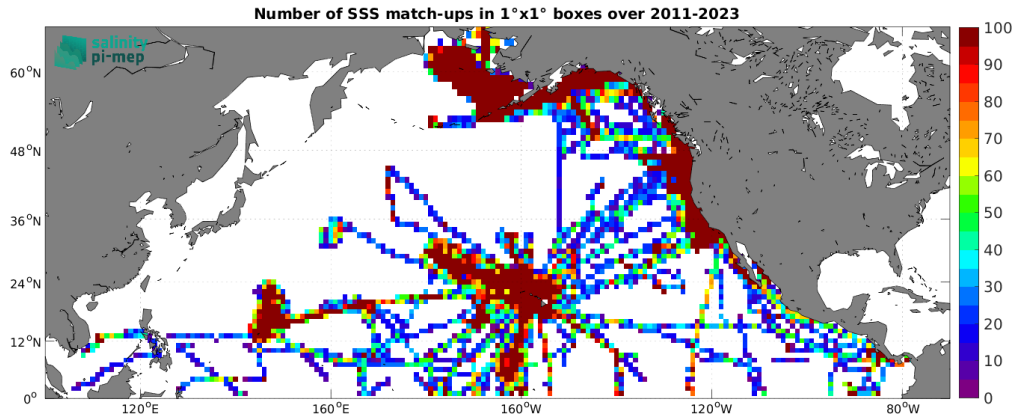 Number of SSS match-ups in 1°x1° boxes over 2011-2023
salinity
pi-mep
60°N
48°N
36°N
24°N
12°N
0°
120°E
160°E
160°W
120°W
80°W
100
90
80
70
60
50
40
30
20
10
0